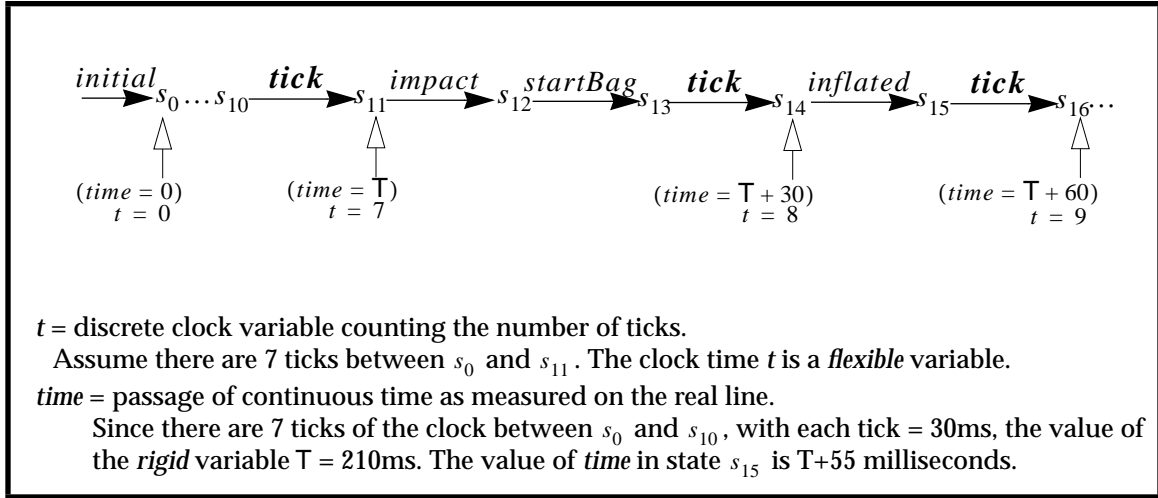 initial s0 … s10 tick s11 impact s12 startBag s13 tick s14 inflated s15 tick s16 …
(time = 0) (time = T) (time = T + 30) (time = T + 60)
t = 0 t = 7 t = 8 t = 9
t = discrete clock variable counting the number of ticks.
Assume there are 7 ticks between s0 and s11. The clock time t is a flexible variable.
time = passage of continuous time as measured on the real line.
Since there are 7 ticks of the clock between s0 and s10, with each tick = 30ms, the value of
the rigid variable T = 210ms. The value of time in state s15 is T+55 milliseconds.